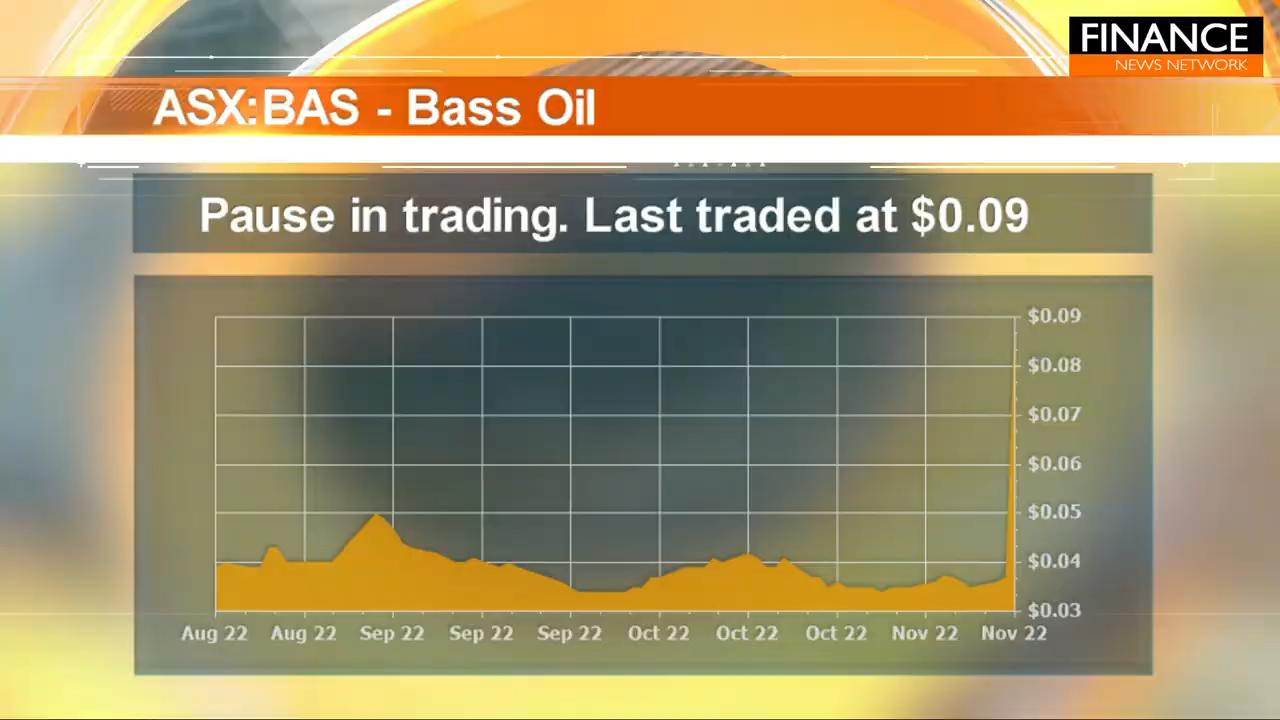 FINANCE
NEWS NETWORK
ASX:BAS - Bass Oil
Pause in trading. Last traded at $0.09
$0.09
$0.08
$0.07
$0.06
$0.05
$0.04
$0.03
Aug 22 Aug 22 Sep 22 Sep 22 Sep 22 Oct 22 Oct 22 Oct 22 Nov 22 Nov 22